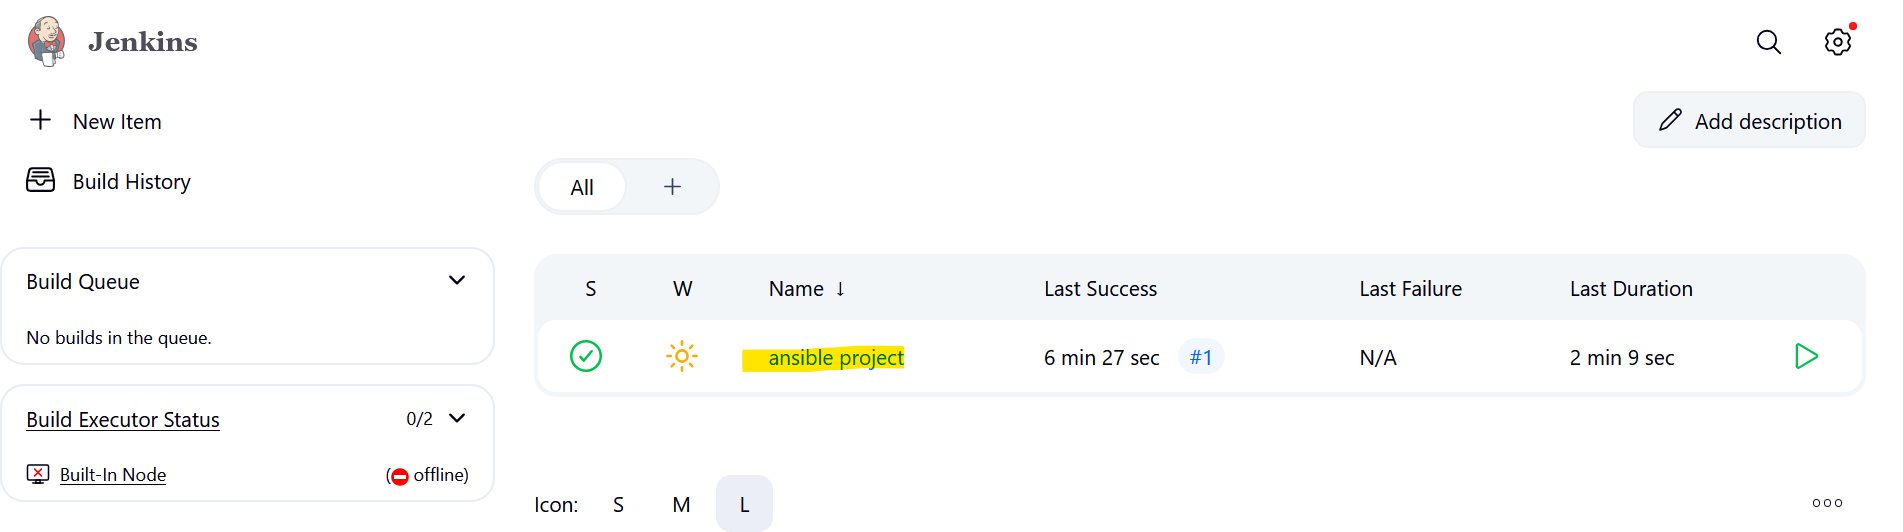 Jenkins
New Item
Add description
Build History
All +
Build Queue
No builds in the queue.
S W Name ↓ Last Success Last Failure Last Duration
ansible project 6 min 27 sec #1 N/A 2 min 9 sec
Build Executor Status 0/2
Built-In Node (offline)
Icon: S M L